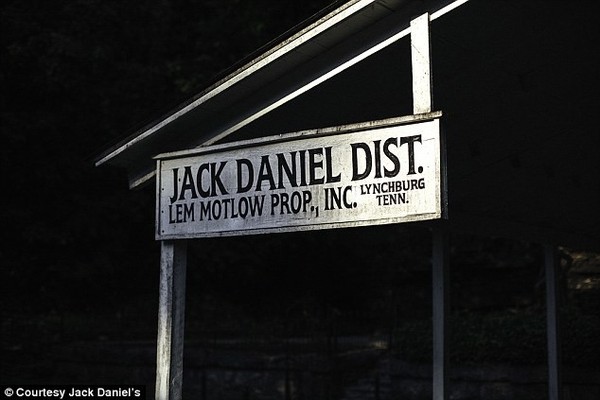 JACK DANIEL DIST.
LEM MOTLOW PROP., INC. LYNCHBURG
TENN.
© Courtesy Jack Daniel's